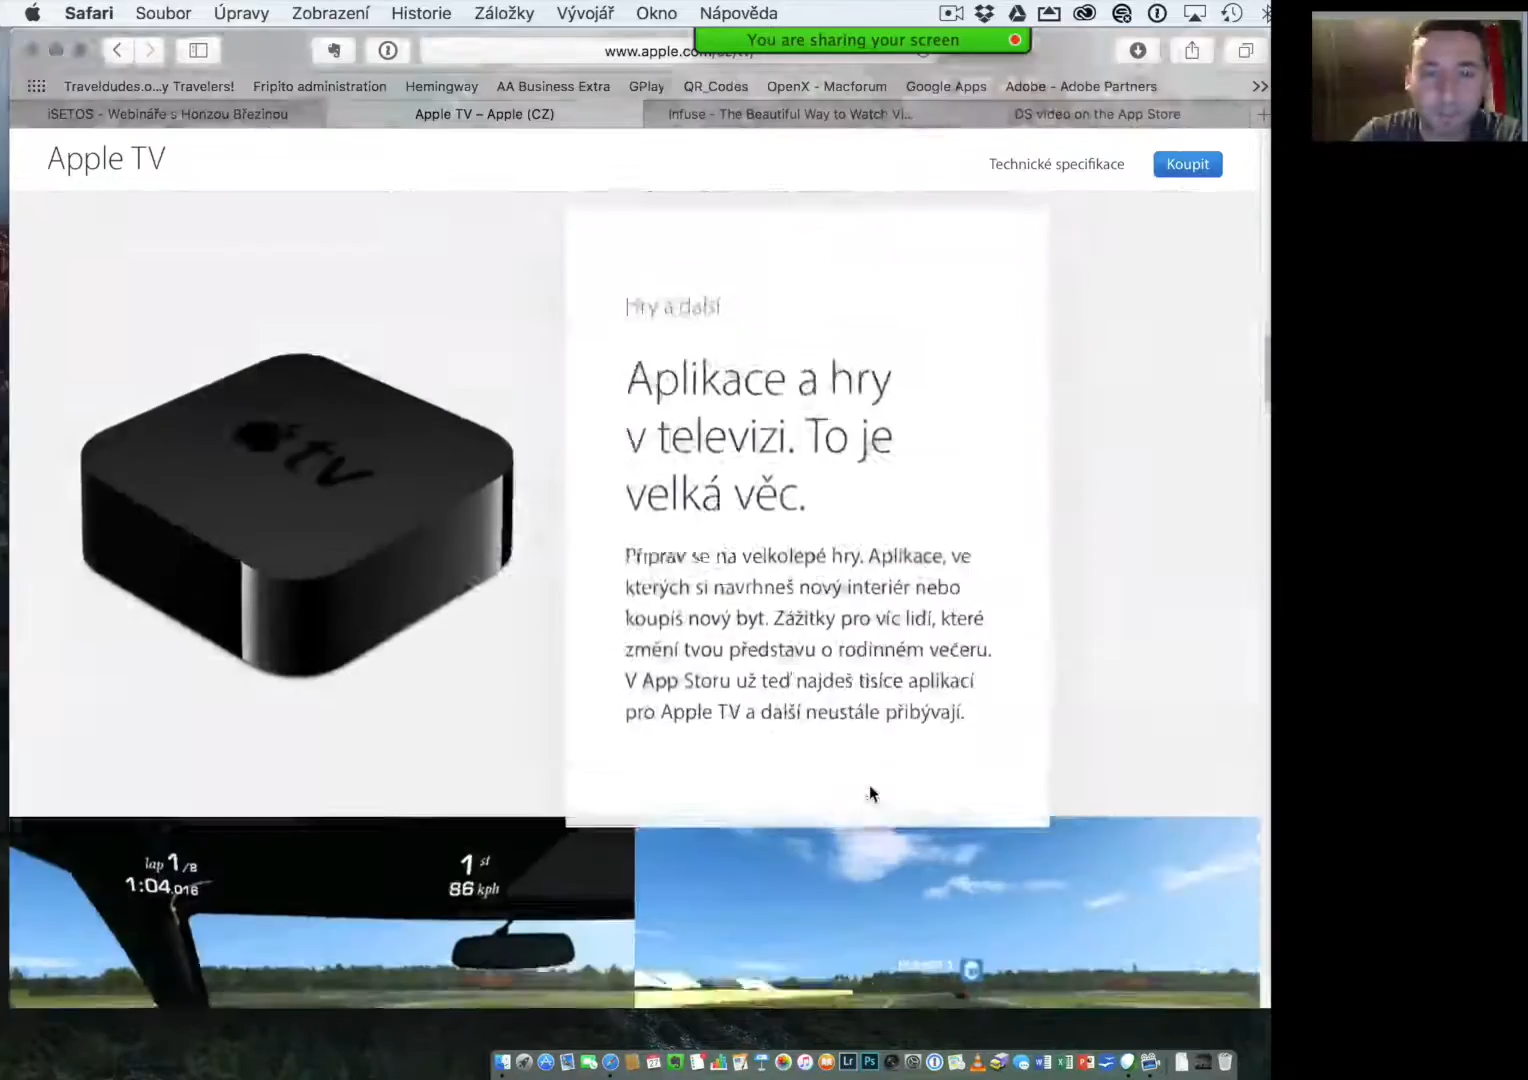 Safari Soubor Úpravy Zobrazení Historie Záložky Vývojář Okno Nápověda
You are sharing your screen
www.apple.co
Traveldudes.o...y Travelers! Fripito administration Hemingway AA Business Extra GPlay QR_Codes OpenX - Macforum Google Apps Adobe - Adobe Partners >>
iSETOS - Webináře s Honzou Březinou Apple TV – Apple (CZ) Infuse - The Beautiful Way to Watch Vi... DS video on the App Store
Apple TV
Technické specifikace Koupit
tv
Hry a další
Aplikace a hry
v televizi. To je
velká věc.
Připrav se na velkolepé hry. Aplikace, ve
kterých si navrhneš nový interiér nebo
koupíš nový byt. Zážitky pro víc lidí, které
změní tvou představu o rodinném večeru.
V App Storu už teď najdeš tisíce aplikací
pro Apple TV a další neustále přibývají.
lap 1/8
1:04.016
1 st
86 kph
Lr Ps